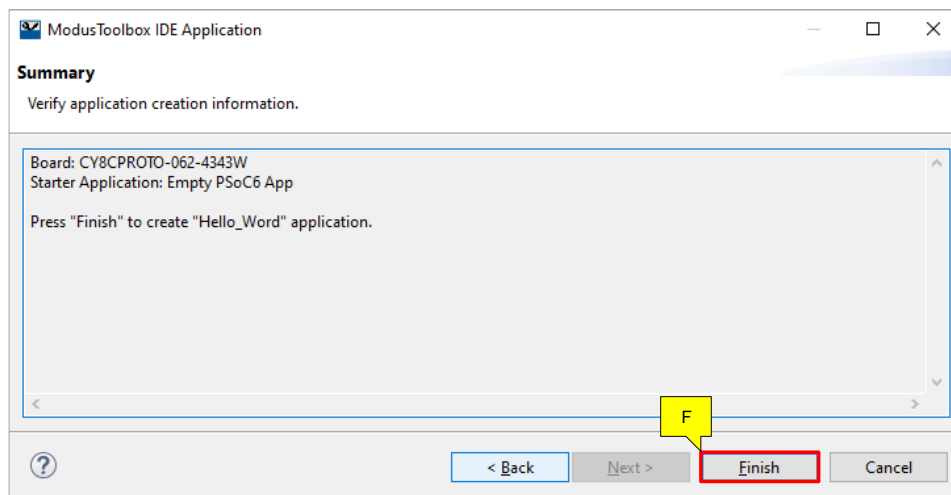 ModusToolbox IDE Application
Summary
Verify application creation information.
Board: CY8CPROTO-062-4343W
Starter Application: Empty PSoC6 App
Press "Finish" to create "Hello_Word" application.
F
< Back
Next >
Finish
Cancel